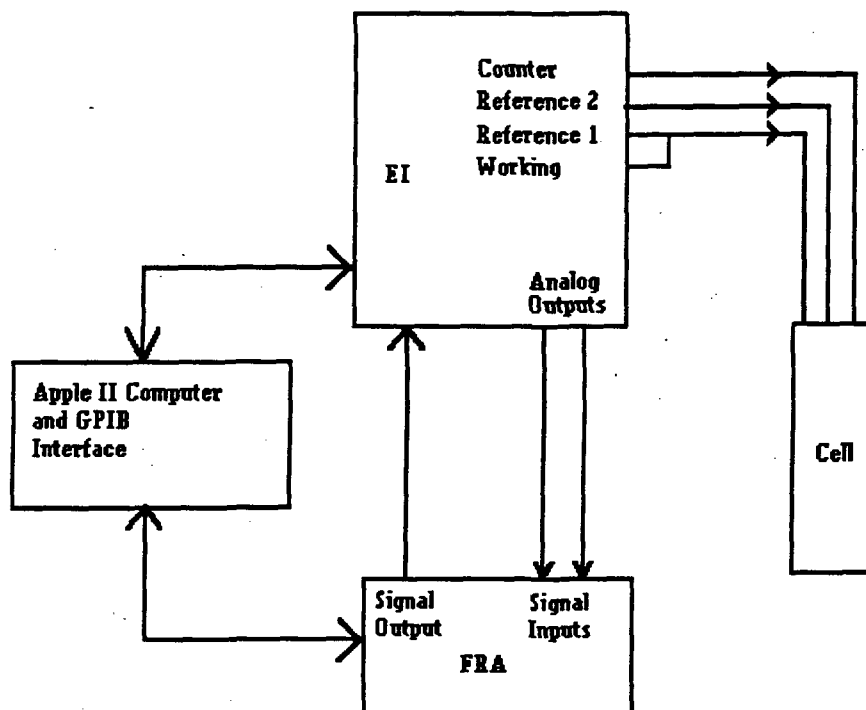 Counter
Reference 2
Reference 1
Working
EI
Analog
Outputs
Apple II Computer
and GPIB
Interface
Cell
Signal
Output
Signal
Inputs
FRA